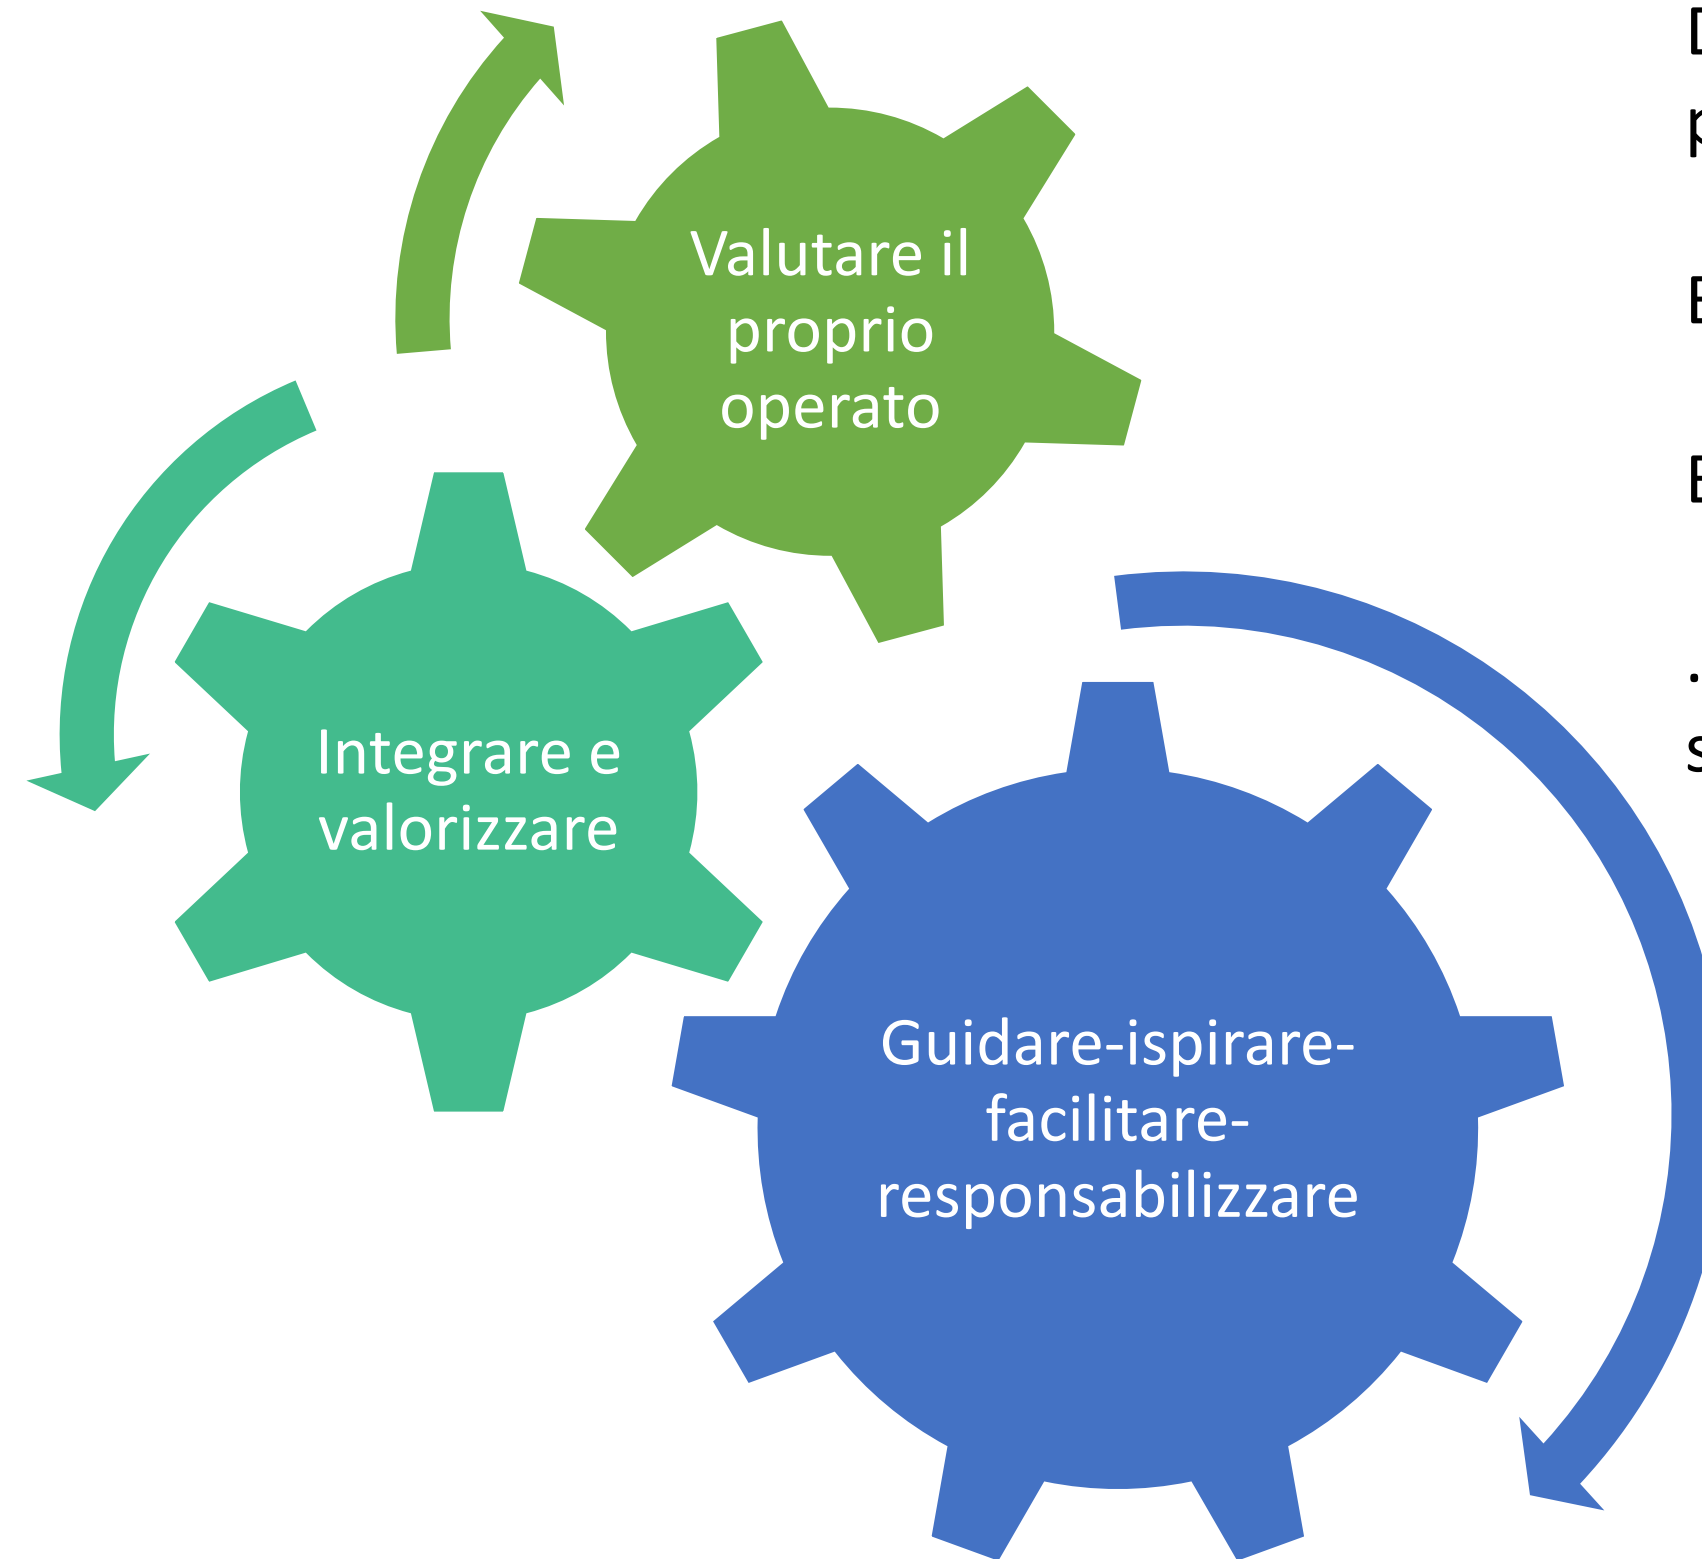 Valutare il
proprio
operato
Integrare e
valorizzare
Guidare-ispirare-
facilitare-
responsabilizzare